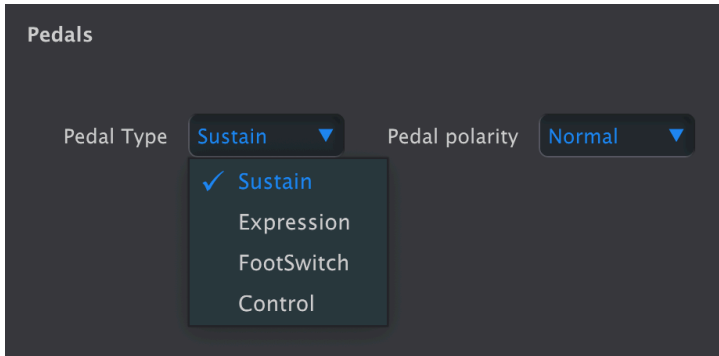 Pedals
Pedal Type Sustain Pedal polarity Normal
Sustain
Expression
FootSwitch
Control